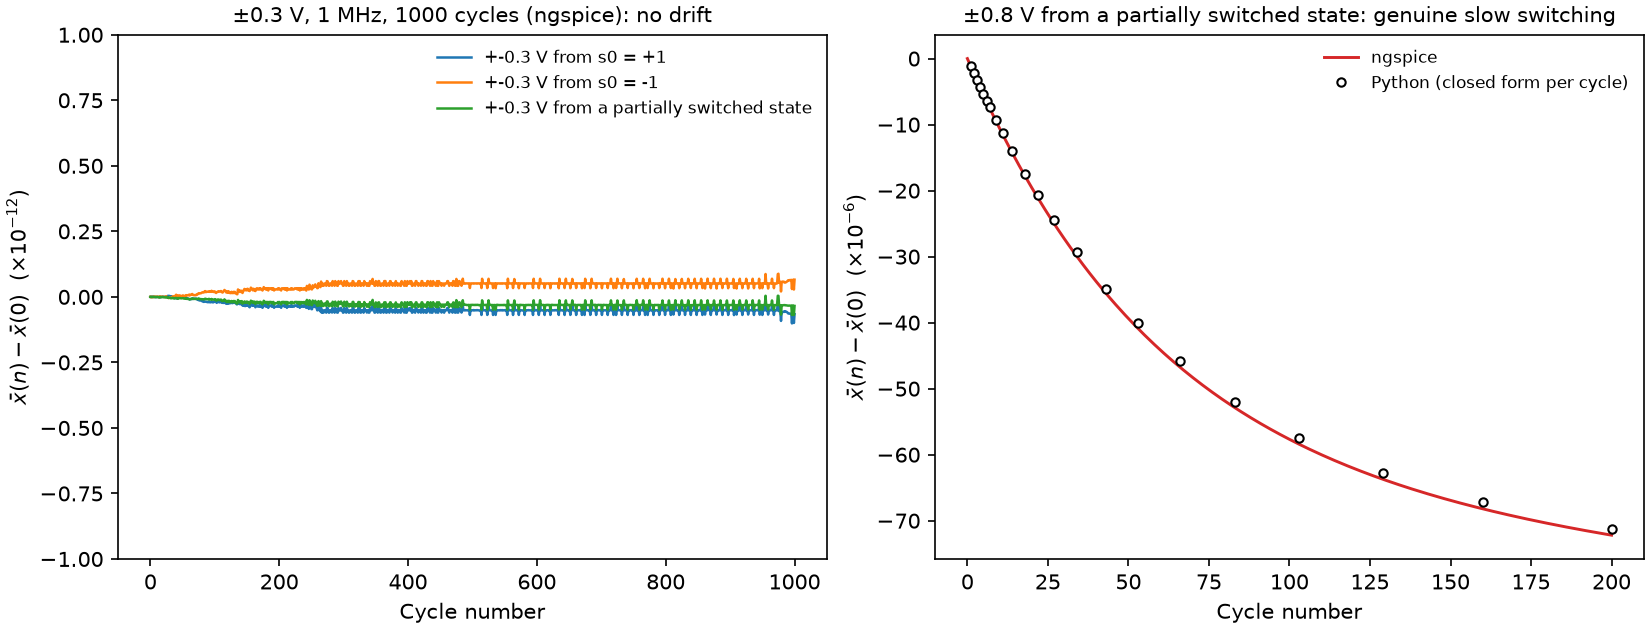 ±0.3 V, 1 MHz, 1000 cycles (ngspice): no drift
+-0.3 V from s0 = +1
+-0.3 V from s0 = -1
+-0.3 V from a partially switched state
1.00
0.75
0.50
0.25
0.00
−0.25
−0.50
−0.75
−1.00
x̄(n) − x̄(0) (×10⁻¹²)
0 200 400 600 800 1000
Cycle number
±0.8 V from a partially switched state: genuine slow switching
ngspice
Python (closed form per cycle)
0
−10
−20
−30
−40
−50
−60
−70
x̄(n) − x̄(0) (×10⁻⁶)
0 25 50 75 100 125 150 175 200
Cycle number